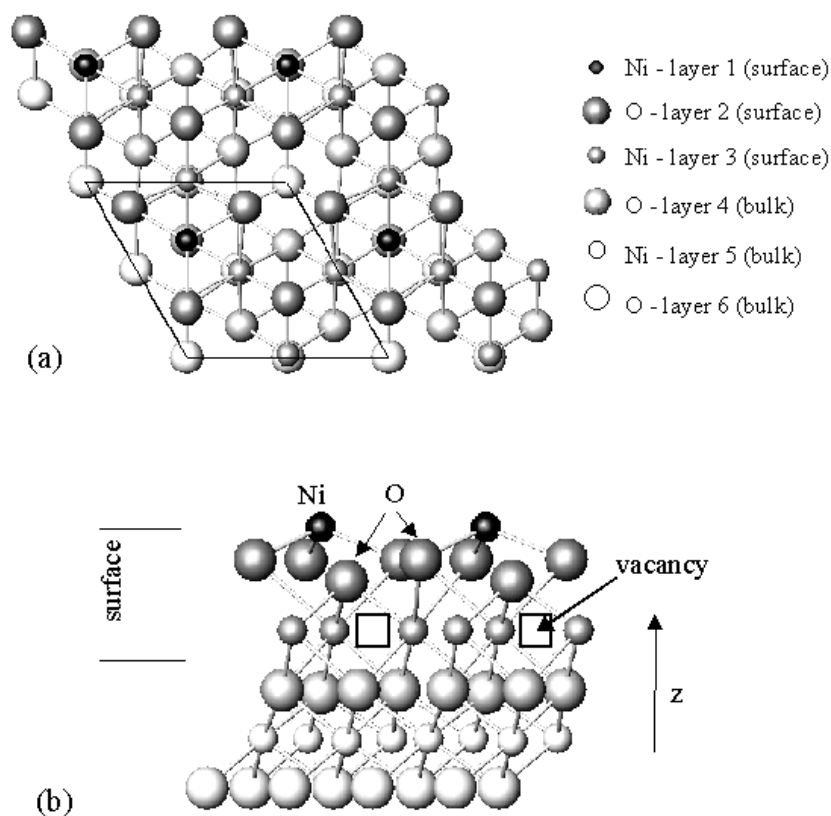 Ni - layer 1 (surface)
O - layer 2 (surface)
Ni - layer 3 (surface)
O - layer 4 (bulk)
Ni - layer 5 (bulk)
O - layer 6 (bulk)
(a)
Ni
O
surface
vacancy
z
(b)